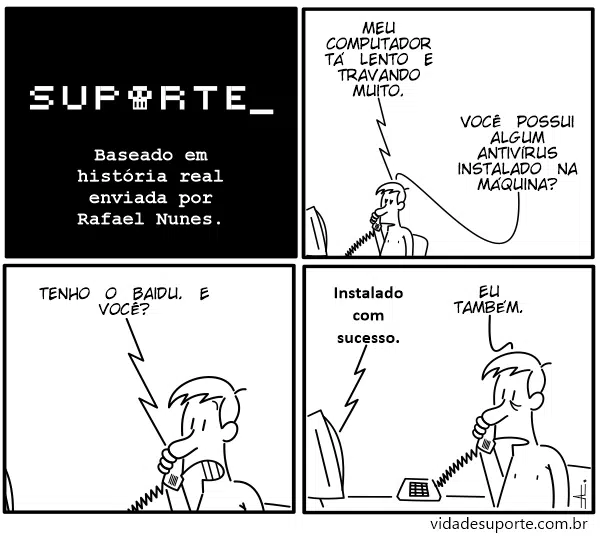 SUPORTE_
Baseado em
história real
enviada por
Rafael Nunes.
MEU
COMPUTADOR
TÁ LENTO E
TRAVANDO
MUITO.
VOCÊ POSSUI
ALGUM
ANTIVÍRUS
INSTALADO NA
MÁQUINA?
TENHO O BAIDU. E
VOCÊ?
Instalado
com
sucesso.
EU
TAMBÉM.
vidadesuporte.com.br